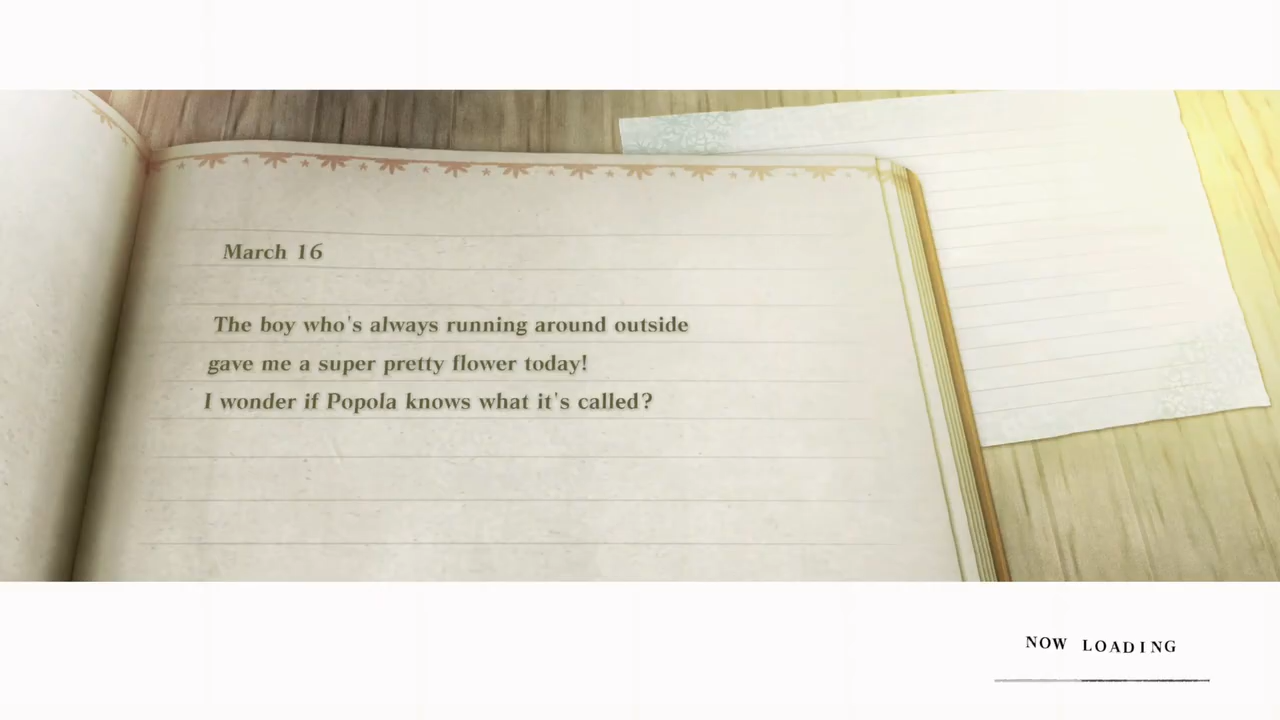 March 16
The boy who's always running around outside
gave me a super pretty flower today!
I wonder if Popola knows what it's called?
NOW LOADING